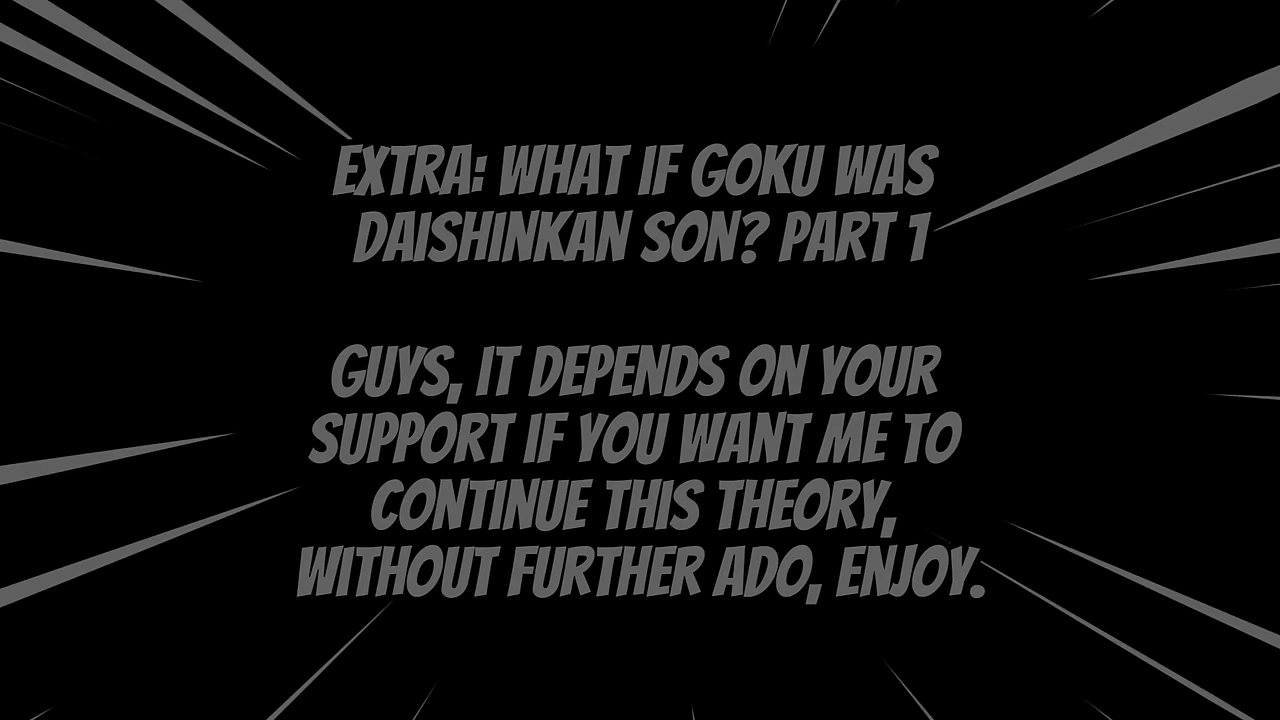 EXTRA: WHAT IF GOKU WAS
DAISHINKAN SON? PART 1
GUYS, IT DEPENDS ON YOUR
SUPPORT IF YOU WANT ME TO
CONTINUE THIS THEORY,
WITHOUT FURTHER ADO, ENJOY.